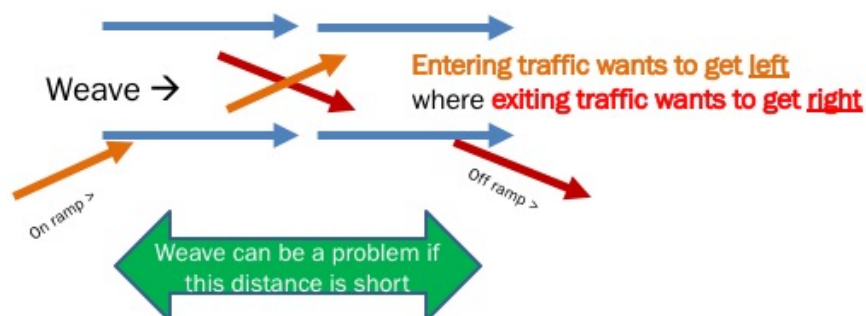 Weave →
Entering traffic wants to get left
where exiting traffic wants to get right
On ramp >
Off ramp >
Weave can be a problem if
this distance is short